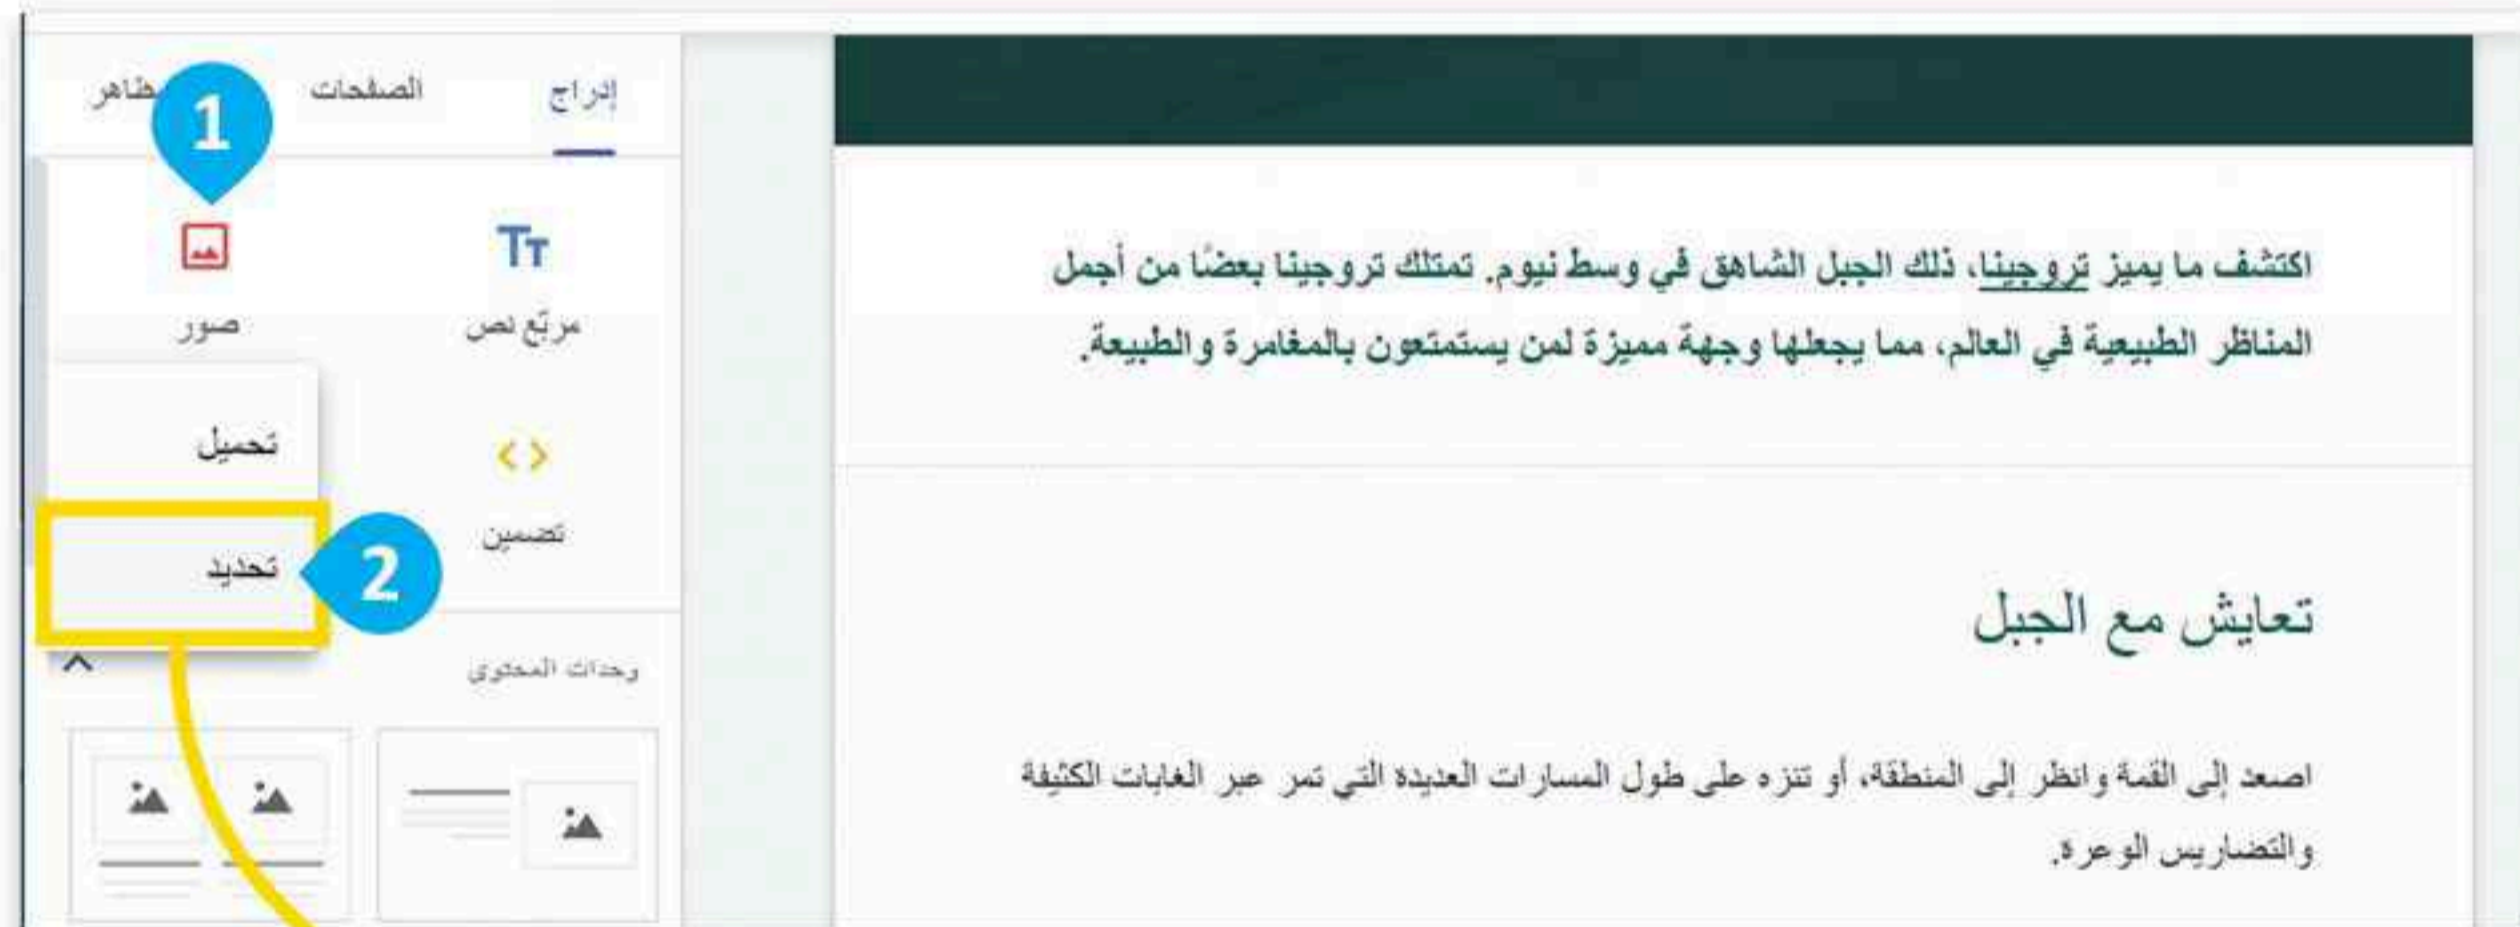 إدراج
الصفحات
ظاهر
1
Tт
مربّع نص
صور
تحميل
تضمين
تحديد
2
وحدات المحتوى
اكتشف ما يميز تروجينا، ذلك الجبل الشاهق في وسط نيوم. تمتلك تروجينا بعضًا من أجمل
المناظر الطبيعية في العالم، مما يجعلها وجهة مميزة لمن يستمتعون بالمغامرة والطبيعة.
تعايش مع الجبل
اصعد إلى القمة وانظر إلى المنطقة، أو تنزه على طول المسارات العديدة التي تمر عبر الغابات الكثيفة
والتضاريس الوعرة.